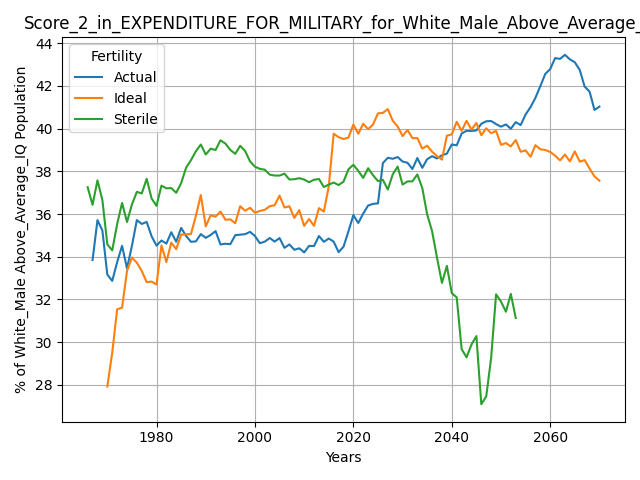 Score_2_in_EXPENDITURE_FOR_MILITARY_for_White_Male_Above_Average_
44
42
40
38
36
34
32
30
28
% of White_Male Above_Average_IQ Population
Fertility
Actual
Ideal
Sterile
1980
2000
2020
2040
2060
Years